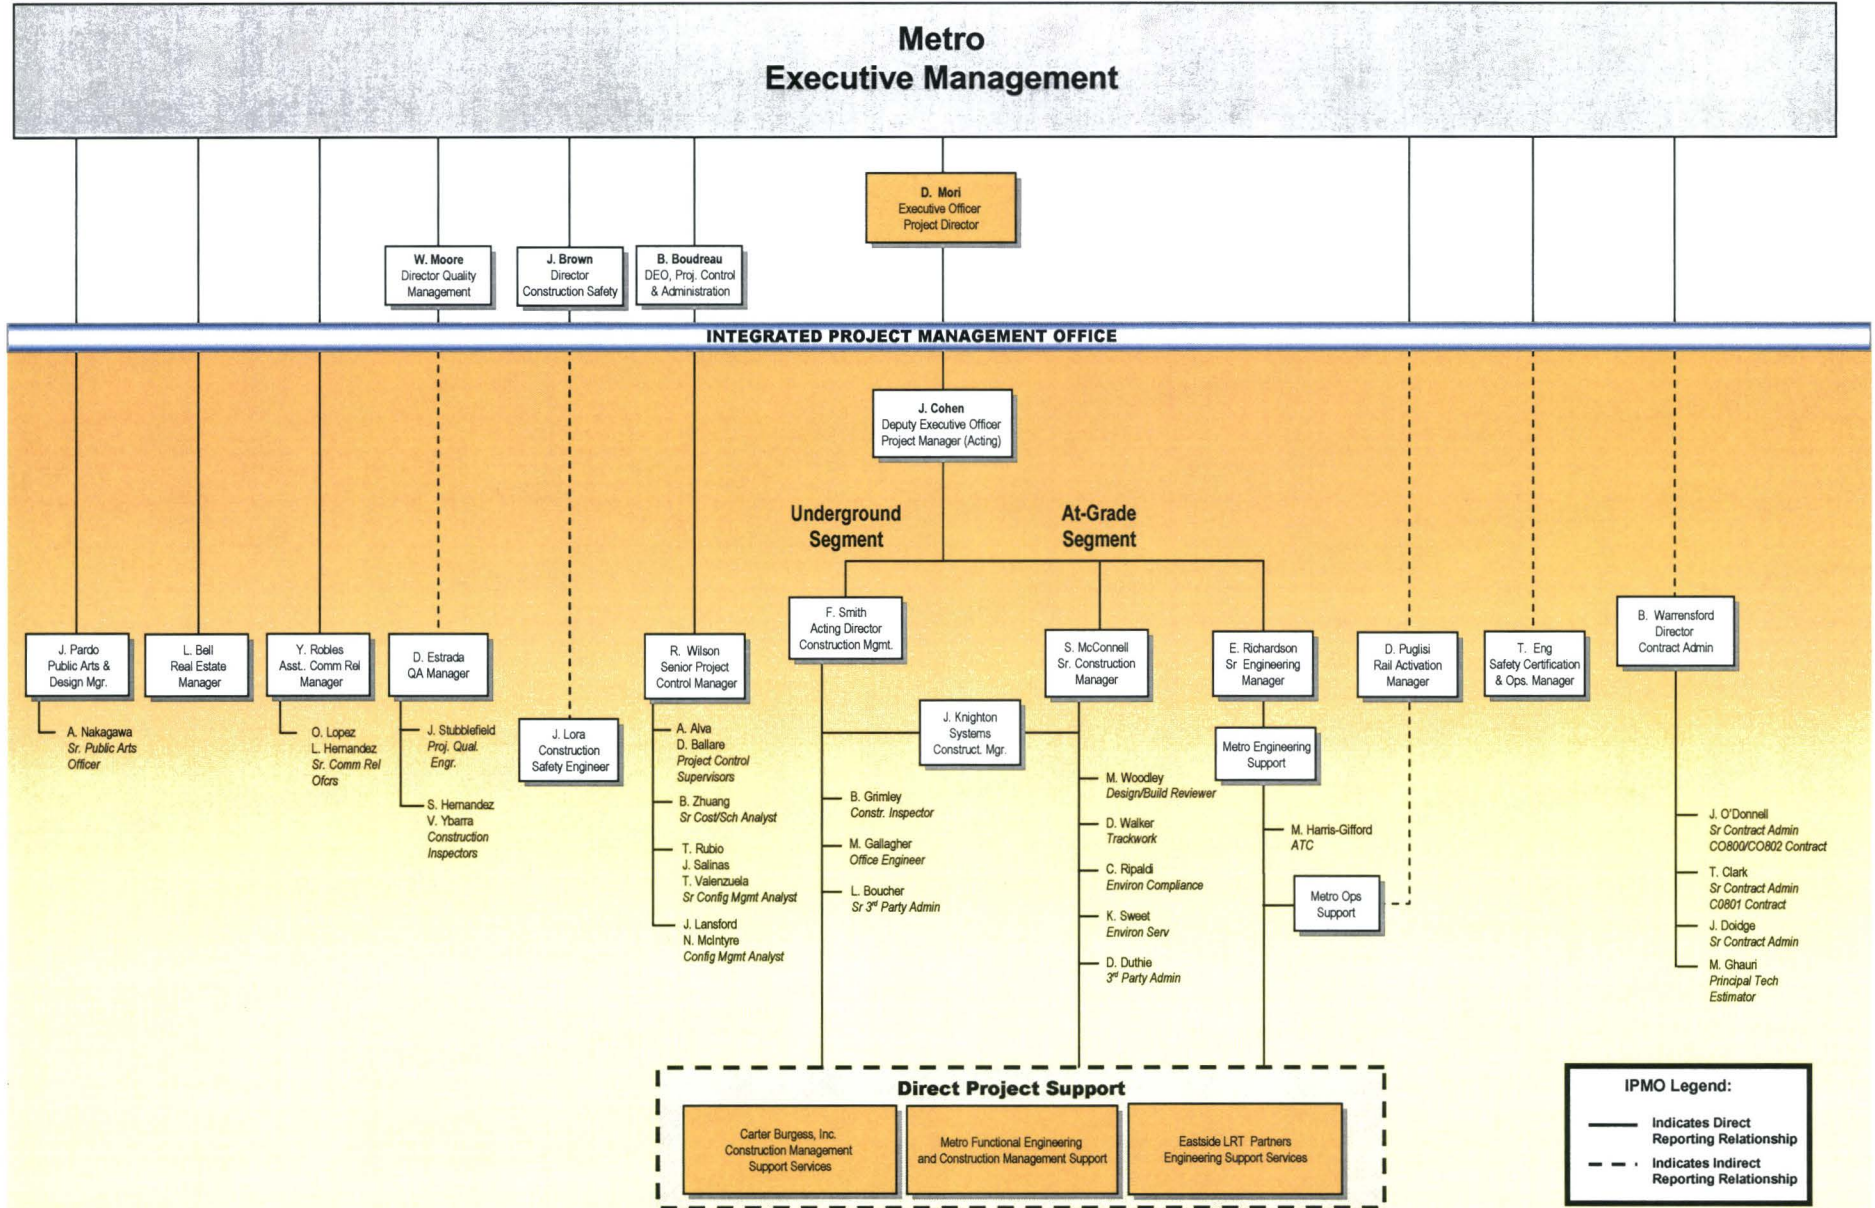 Metro
Executive Management
D. Mori
Executive Officer
Project Director
W. Moore
Director Quality
Management
J. Brown
Director
Construction Safety
B. Boudreau
DEO, Proj. Control
& Administration
INTEGRATED PROJECT MANAGEMENT OFFICE
J. Cohen
Deputy Executive Officer
Project Manager (Acting)
Underground
Segment
At-Grade
Segment
J. Pardo
Public Arts &
Design Mgr.
L. Bell
Real Estate
Manager
Y. Robles
Asst.. Comm Rel
Manager
D. Estrada
QA Manager
J. Lora
Construction
Safety Engineer
R. Wilson
Senior Project
Control Manager
F. Smith
Acting Director
Construction Mgmt.
J. Knighton
Systems
Construct. Mgr.
S. McConnell
Sr. Construction
Manager
E. Richardson
Sr Engineering
Manager
Metro Engineering
Support
D. Puglisi
Rail Activation
Manager
T. Eng
Safety Certification
& Ops. Manager
B. Warrensford
Director
Contract Admin
A. Nakagawa
Sr. Public Arts
Officer
O. Lopez
L. Hernandez
Sr. Comm Rel
Ofcrs
J. Stubblefield
Proj. Qual.
Engr.
S. Hernandez
V. Ybarra
Construction
Inspectors
A. Alva
D. Ballare
Project Control
Supervisors
B. Zhuang
Sr Cost/Sch Analyst
T. Rubio
J. Salinas
T. Valenzuela
Sr Config Mgmt Analyst
J. Lansford
N. McIntyre
Config Mgmt Analyst
B. Grimley
Constr. Inspector
M. Gallagher
Office Engineer
L. Boucher
Sr 3rd Party Admin
M. Woodley
Design/Build Reviewer
D. Walker
Trackwork
C. Ripaldi
Environ Compliance
K. Sweet
Environ Serv
D. Duthie
3rd Party Admin
M. Harris-Gifford
ATC
Metro Ops
Support
J. O'Donnell
Sr Contract Admin
CO800/CO802 Contract
T. Clark
Sr Contract Admin
C0801 Contract
J. Doidge
Sr Contract Admin
M. Ghauri
Principal Tech
Estimator
Direct Project Support
Carter Burgess, Inc.
Construction Management
Support Services
Metro Functional Engineering
and Construction Management Support
Eastside LRT Partners
Engineering Support Services
IPMO Legend:
Indicates Direct
Reporting Relationship
Indicates Indirect
Reporting Relationship